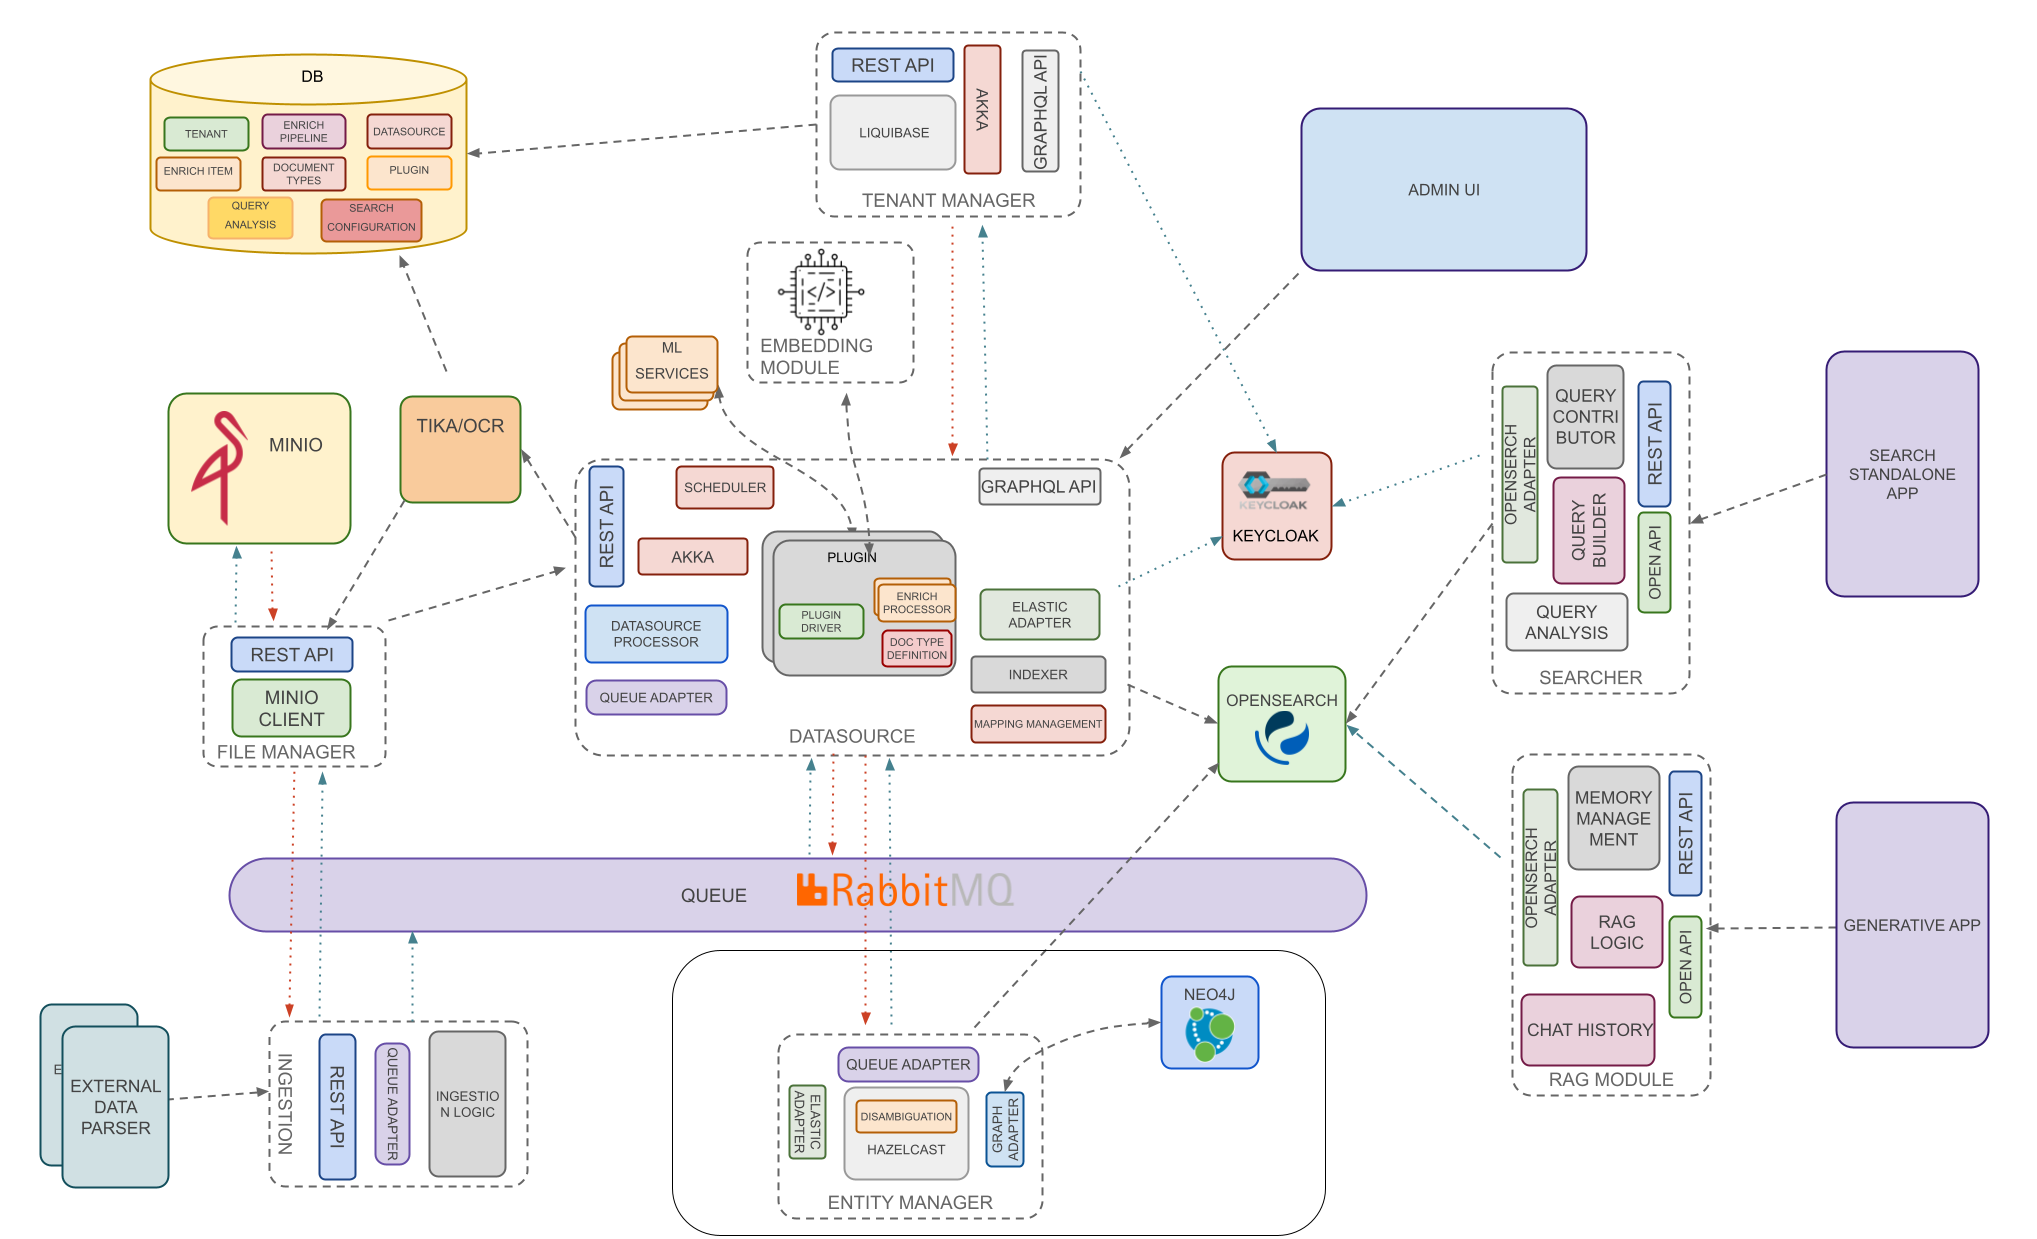 DB
TENANT
ENRICH
PIPELINE
DATASOURCE
ENRICH ITEM
DOCUMENT
TYPES
PLUGIN
QUERY
ANALYSIS
SEARCH
CONFIGURATION
REST API
LIQUIBASE
AKKA
GRAPHQL API
TENANT MANAGER
ADMIN UI
</>
EMBEDDING
MODULE
ML
SERVICES
MINIO
TIKA/OCR
REST API
MINIO
CLIENT
FILE MANAGER
REST API
SCHEDULER
GRAPHQL API
AKKA
PLUGIN
PLUGIN
DRIVER
ENRICH
PROCESSOR
DOC TYPE
DEFINITION
DATASOURCE
PROCESSOR
QUEUE ADAPTER
ELASTIC
ADAPTER
INDEXER
MAPPING MANAGEMENT
DATASOURCE
KEYCLOAK
KEYCLOAK
OPENSEARCH
OPENSERCH
ADAPTER
QUERY
CONTRI
BUTOR
REST API
QUERY
BUILDER
OPEN API
QUERY
ANALYSIS
SEARCHER
SEARCH
STANDALONE
APP
OPENSERCH
ADAPTER
MEMORY
MANAGE
MENT
REST API
RAG
LOGIC
OPEN API
CHAT HISTORY
RAG MODULE
GENERATIVE APP
QUEUE
RabbitMQ
E
EXTERNAL
DATA
PARSER
INGESTION
REST API
QUEUE ADAPTER
INGESTIO
N LOGIC
QUEUE ADAPTER
ELASTIC
ADAPTER
DISAMBIGUATION
HAZELCAST
GRAPH
ADAPTER
ENTITY MANAGER
NEO4J